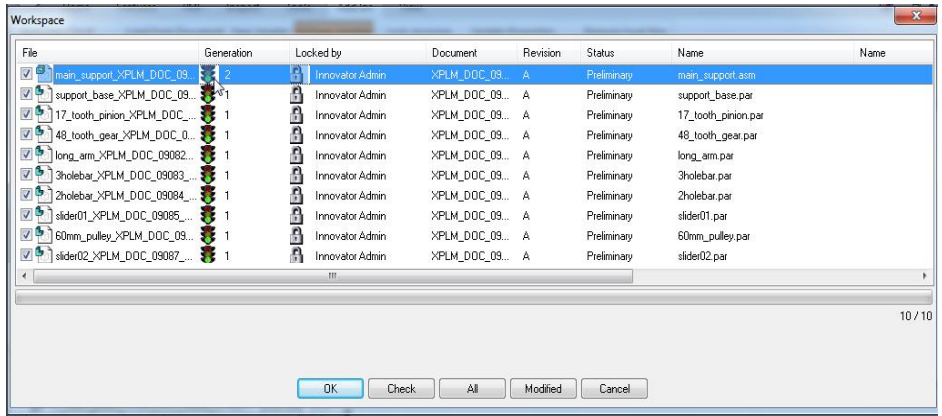 Workspace
File Generation Locked by Document Revision Status Name Name
main_support_XPLM_DOC_09... 2 Innovator Admin XPLM_DOC_09... A Preliminary main_support.asm
support_base_XPLM_DOC_09... 1 Innovator Admin XPLM_DOC_09... A Preliminary support_base.par
17_tooth_pinion_XPLM_DOC_... 1 Innovator Admin XPLM_DOC_09... A Preliminary 17_tooth_pinion.par
48_tooth_gear_XPLM_DOC_0... 1 Innovator Admin XPLM_DOC_09... A Preliminary 48_tooth_gear.par
long_arm_XPLM_DOC_09082... 1 Innovator Admin XPLM_DOC_09... A Preliminary long_arm.par
3holebar_XPLM_DOC_09083_... 1 Innovator Admin XPLM_DOC_09... A Preliminary 3holebar.par
2holebar_XPLM_DOC_09084_... 1 Innovator Admin XPLM_DOC_09... A Preliminary 2holebar.par
slider01_XPLM_DOC_09085_... 1 Innovator Admin XPLM_DOC_09... A Preliminary slider01.par
60mm_pulley_XPLM_DOC_09... 1 Innovator Admin XPLM_DOC_09... A Preliminary 60mm_pulley.par
slider02_XPLM_DOC_09087_... 1 Innovator Admin XPLM_DOC_09... A Preliminary slider02.par
10 / 10
OK Check All Modified Cancel